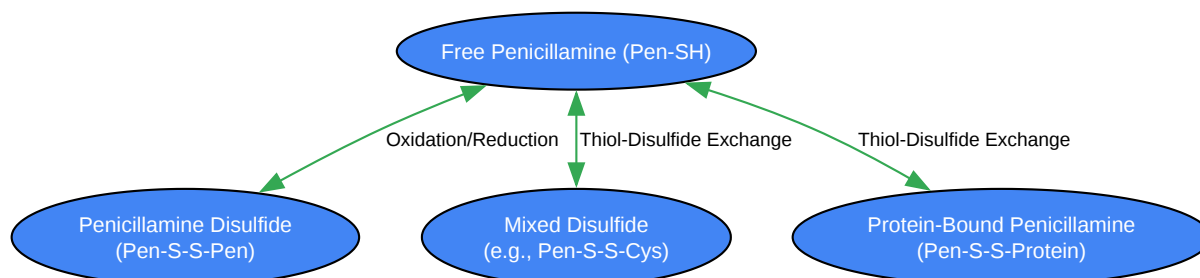 Free Penicillamine (Pen-SH)
Oxidation/Reduction
Thiol-Disulfide Exchange
Thiol-Disulfide Exchange
Penicillamine Disulfide
(Pen-S-S-Pen)
Mixed Disulfide
(e.g., Pen-S-S-Cys)
Protein-Bound Penicillamine
(Pen-S-S-Protein)